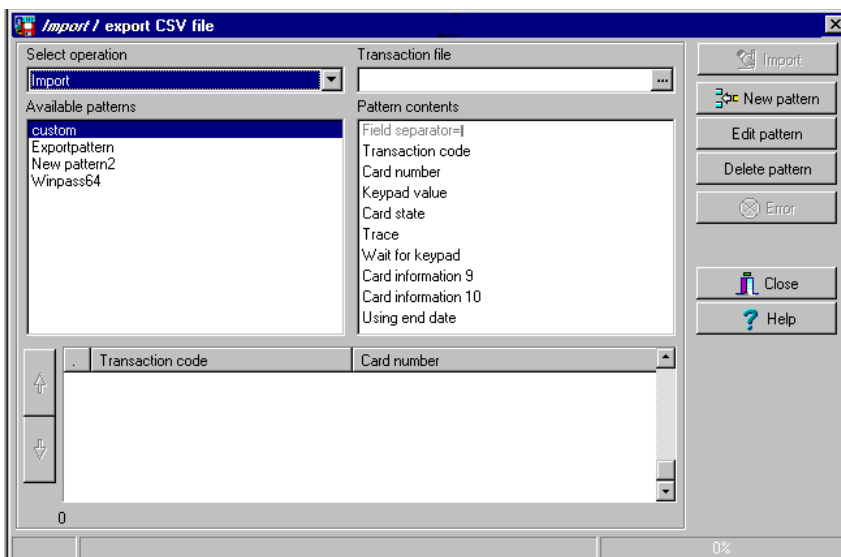 Import / export CSV file
Select operation
Import
Transaction file
...
Import
New pattern
Edit pattern
Delete pattern
Error
Close
Help
Available patterns
custom
Exportpattern
New pattern2
Winpass64
Pattern contents
Field separator=|
Transaction code
Card number
Keypad value
Card state
Trace
Wait for keypad
Card information 9
Card information 10
Using end date
. Transaction code Card number
0
0%